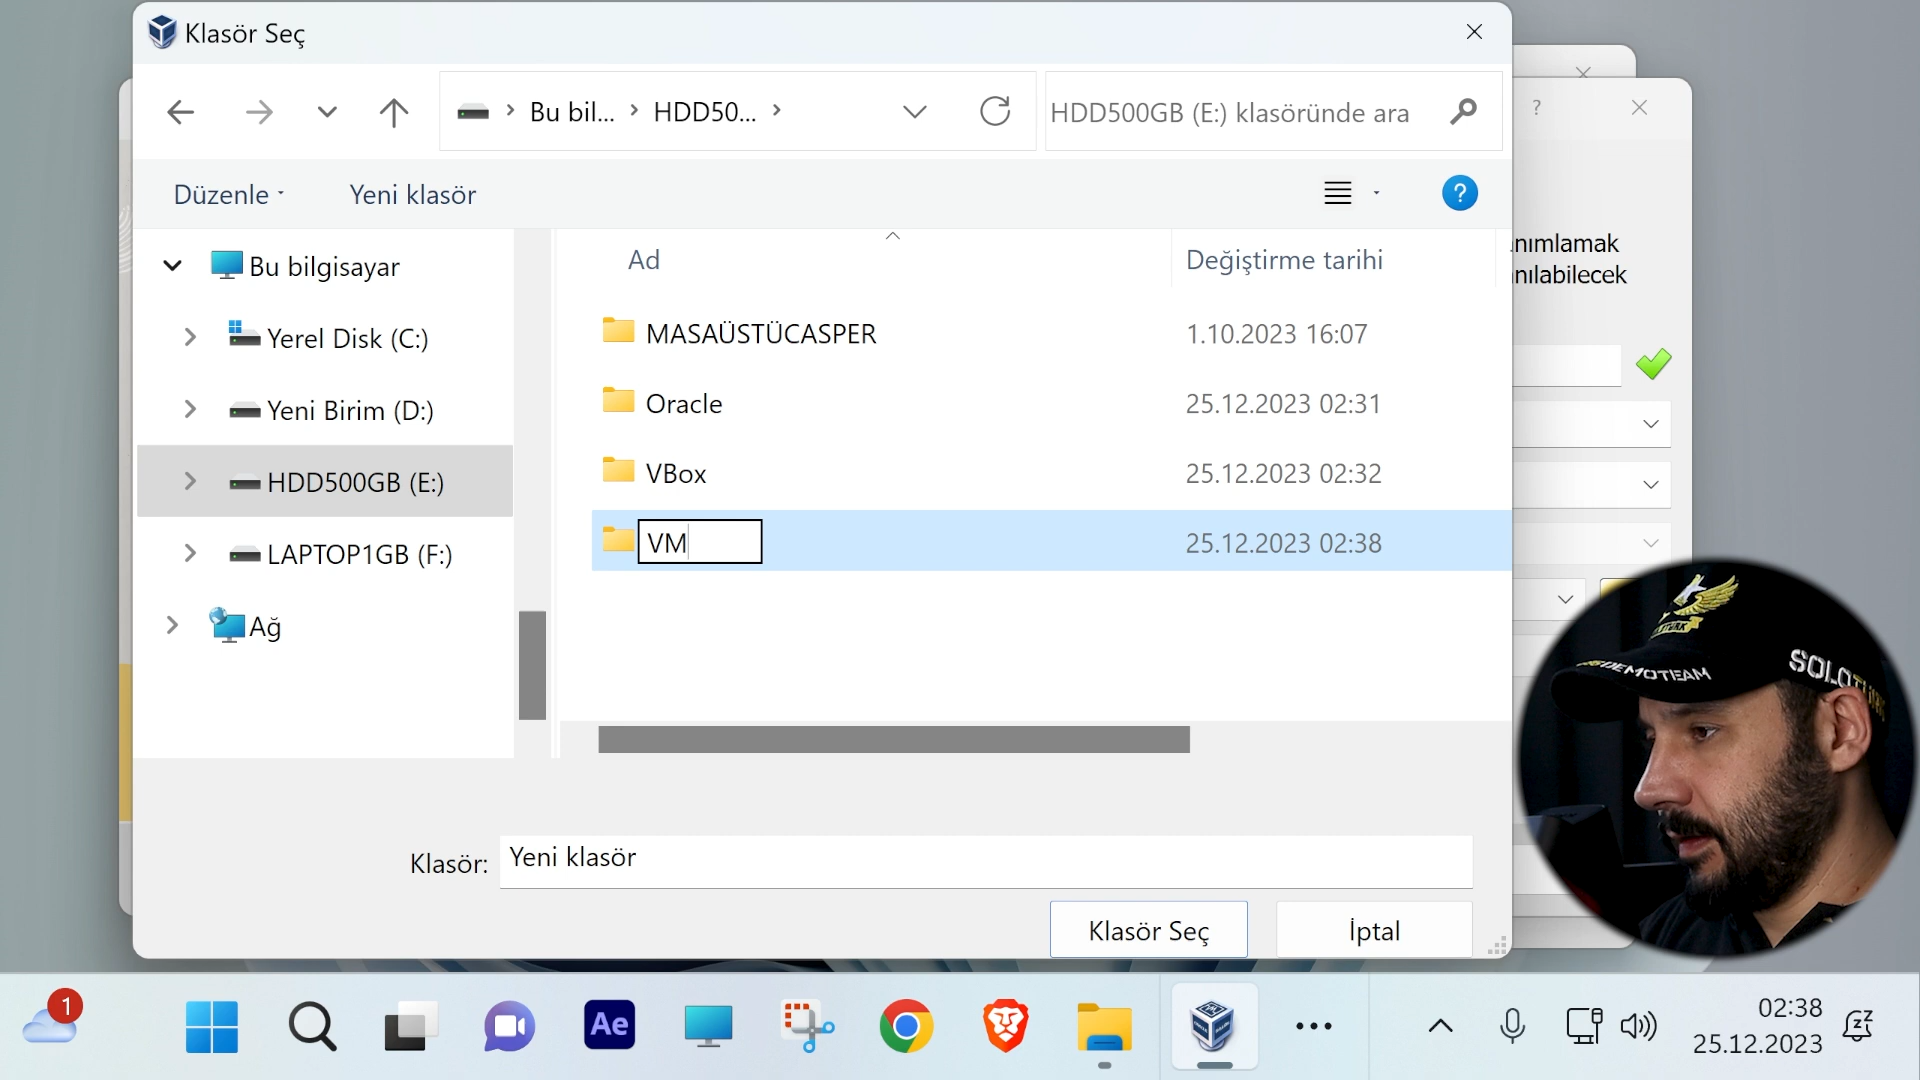 Klasör Seç
Bu bil... HDD50...
HDD500GB (E:) klasöründe ara
?
Düzenle
Yeni klasör
?
Bu bilgisayar
Yerel Disk (C:)
Yeni Birim (D:)
HDD500GB (E:)
LAPTOP1GB (F:)
Ağ
Ad
Değiştirme tarihi
MASAÜSTÜCASPER
1.10.2023 16:07
Oracle
25.12.2023 02:31
VBox
25.12.2023 02:32
VM
25.12.2023 02:38
nımlamak
nılabilecek
DEMOTEAM
Klasör:
Yeni klasör
Klasör Seç
İptal
1
Ae
02:38
25.12.2023